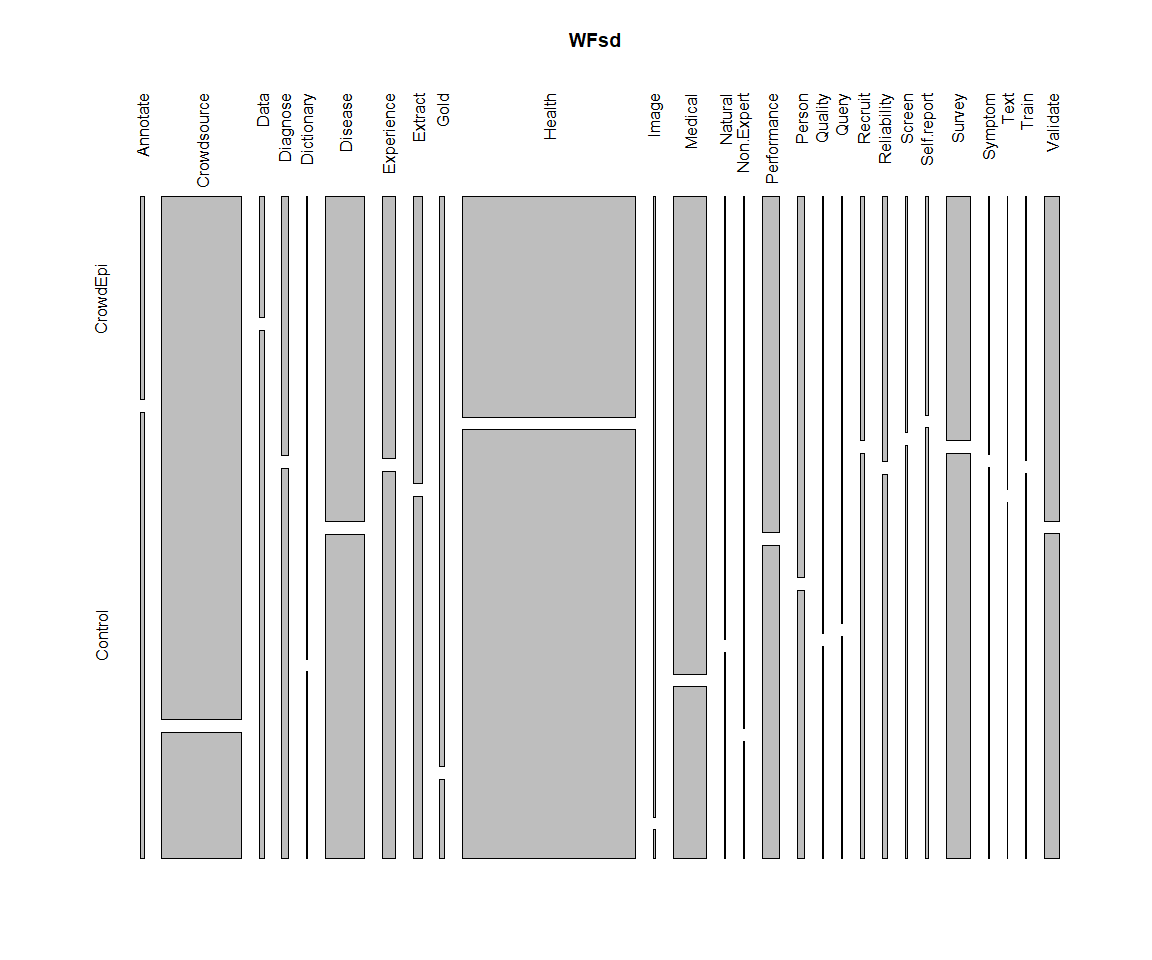 WFsd
Annotate
Crowdsource
Data
Diagnose
Dictionary
Disease
Experience
Extract
Gold
Health
Image
Medical
Natural
Non.Expert
Performance
Person
Quality
Query
Recruit
Reliability
Screen
Self.report
Survey
Symptom
Text
Train
Validate
CrowdEpi
Control